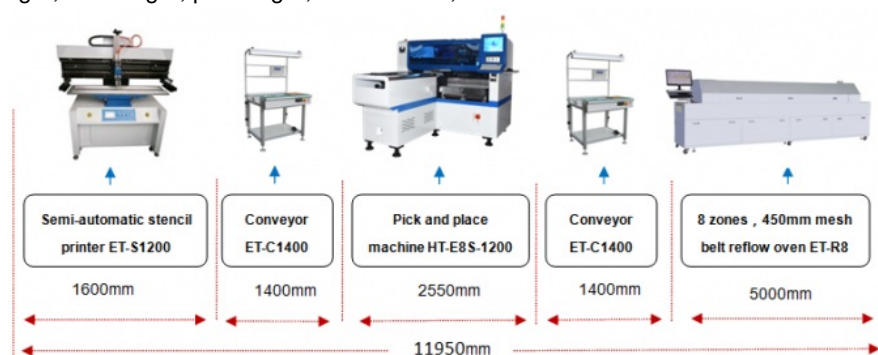 Semi-automatic stencil
printer ET-S1200
Conveyor
ET-C1400
Pick and place
machine HT-E8S-1200
Conveyor
ET-C1400
8 zones，450mm mesh
belt reflow oven ET-R8
1600mm
1400mm
2550mm
1400mm
5000mm
11950mm